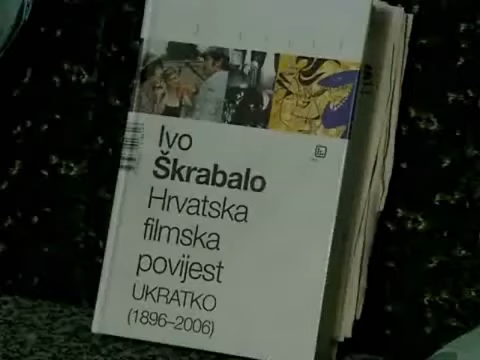 Ivo
Škrabalo
Hrvatska
filmska
povijest
UKRATKO
(1896–2006)